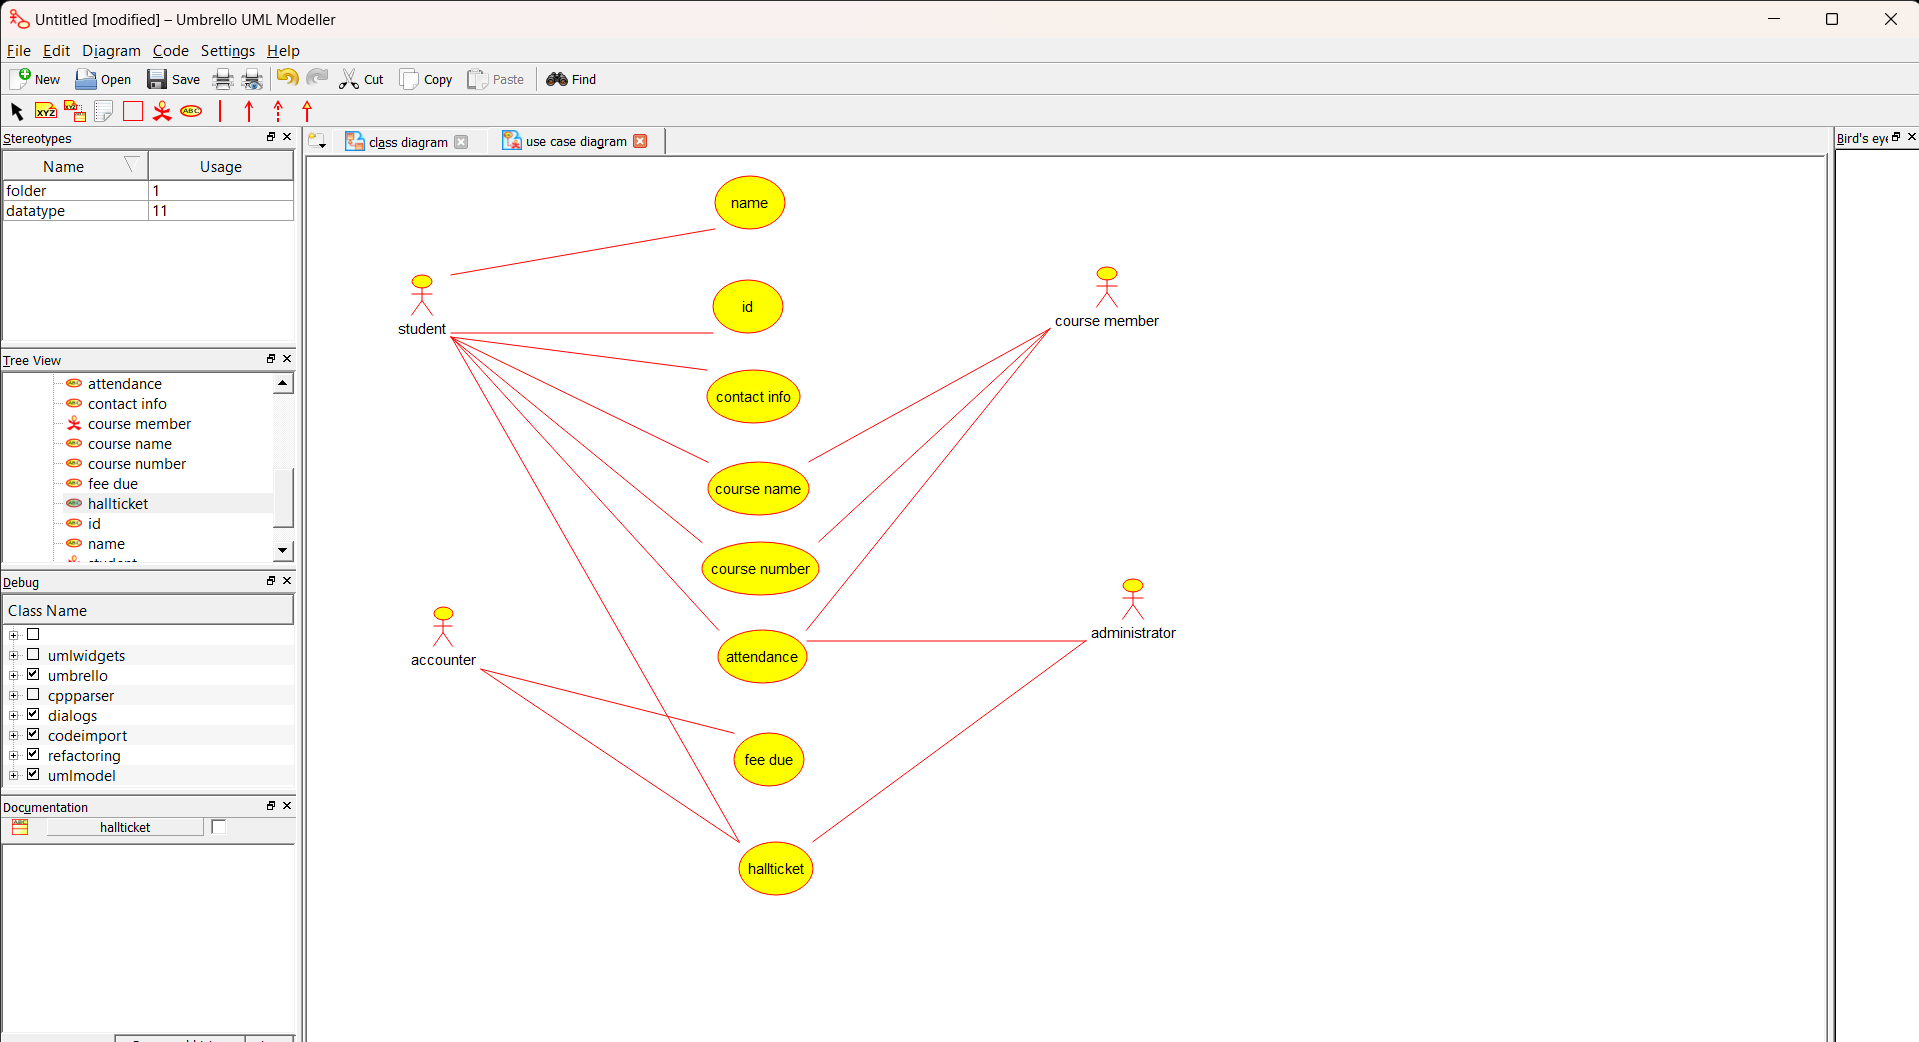 Untitled [modified] – Umbrello UML Modeller
File Edit Diagram Code Settings Help
New Open Save Cut Copy Paste Find
XYZ XYZ ABC
Stereotypes
Name Usage
folder 1
datatype 11
Tree View
attendance
contact info
course member
course name
course number
fee due
hallticket
id
name
Debug
Class Name
umlwidgets
umbrello
cppparser
dialogs
codeimport
refactoring
umlmodel
Documentation
hallticket
class diagram
use case diagram
name
id
student
course member
contact info
course name
course number
accounter
attendance
administrator
fee due
hallticket
Bird's eye